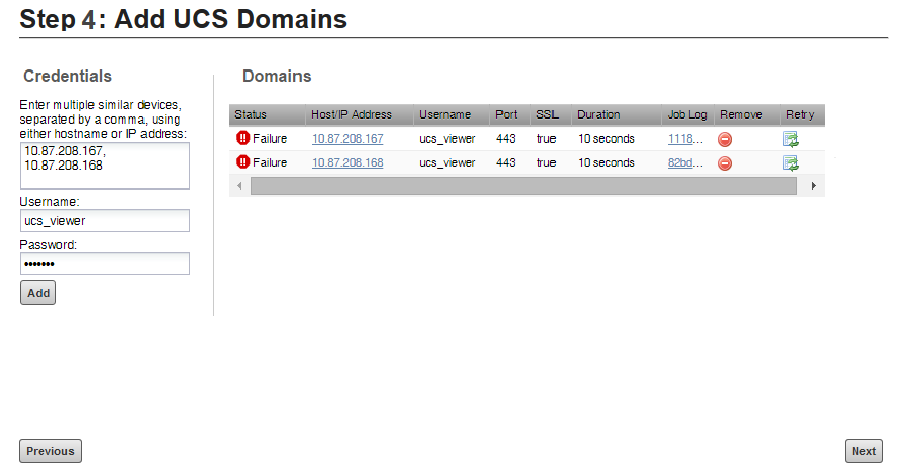 Step 4: Add UCS Domains
Credentials
Enter multiple similar devices,
separated by a comma, using
either hostname or IP address:
10.87.208.167,
10.87.208.168
Username:
ucs_viewer
Password:
•••••••
Add
Domains
Status Host/IP Address Username Port SSL Duration Job Log Remove Retry
Failure 10.87.208.167 ucs_viewer 443 true 10 seconds 1118...
Failure 10.87.208.168 ucs_viewer 443 true 10 seconds 82bd...
Previous
Next